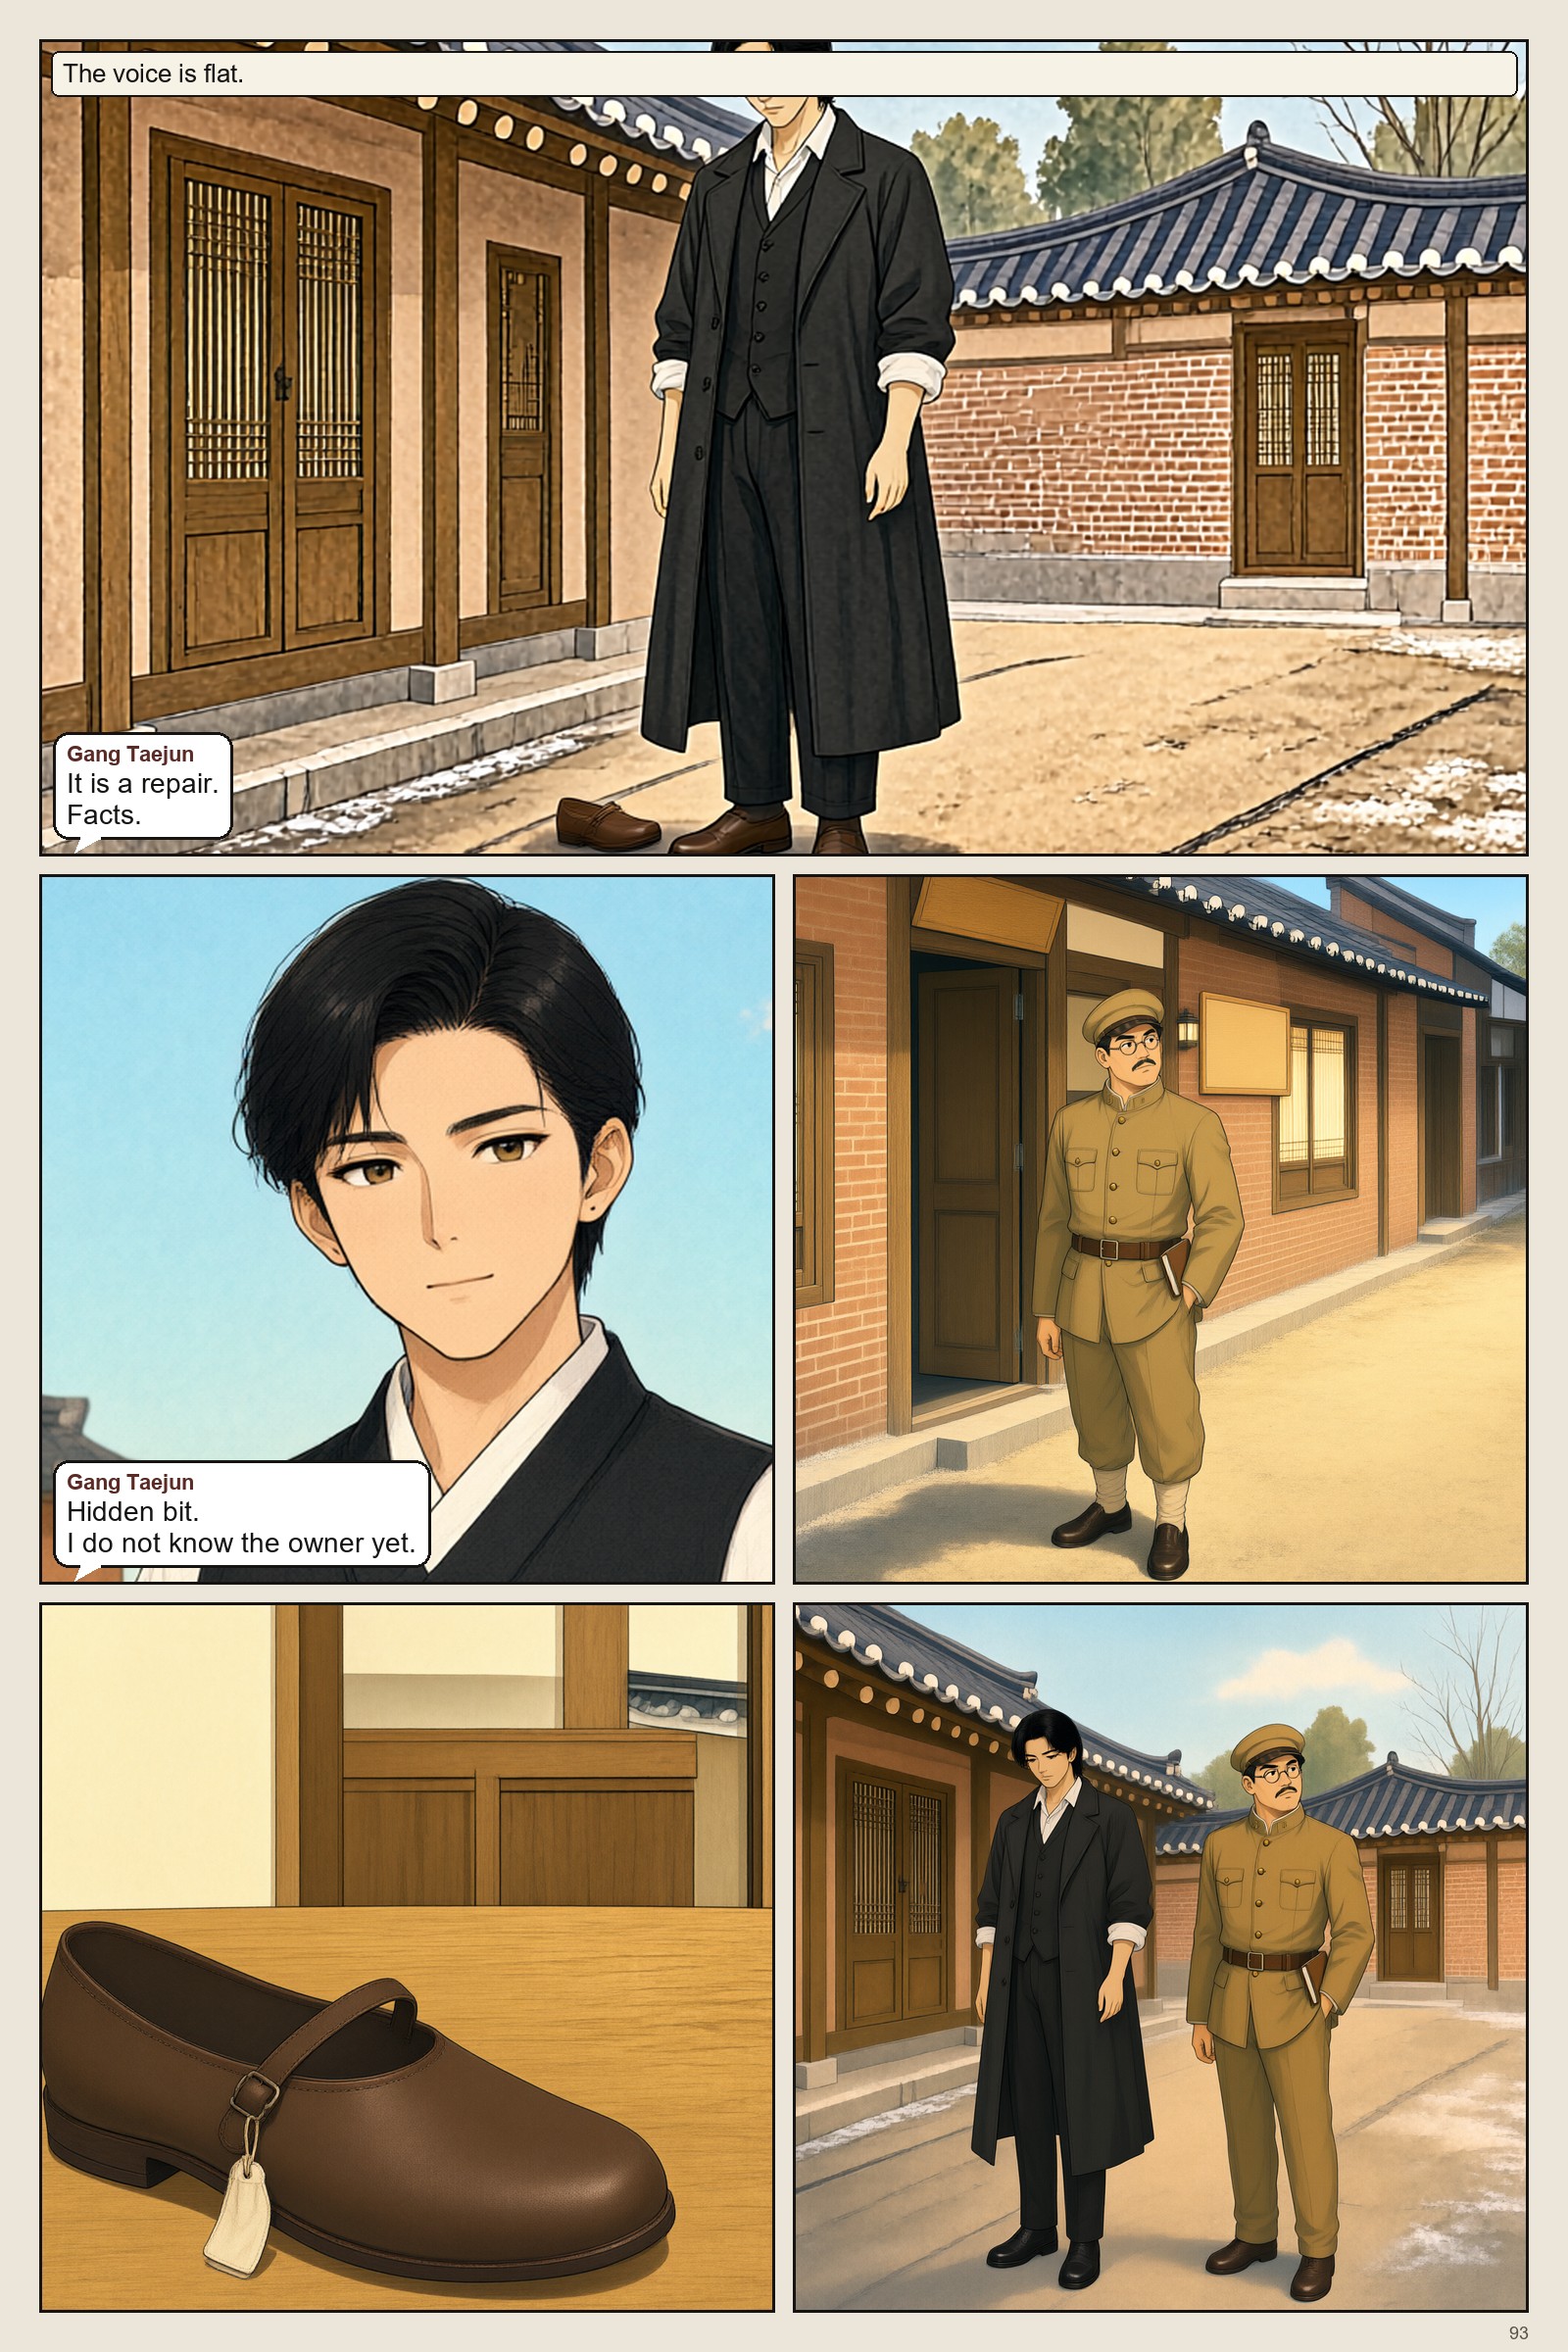 The voice is flat.
Gang Taejun
It is a repair.
Facts.
Gang Taejun
Hidden bit.
I do not know the owner yet.
93